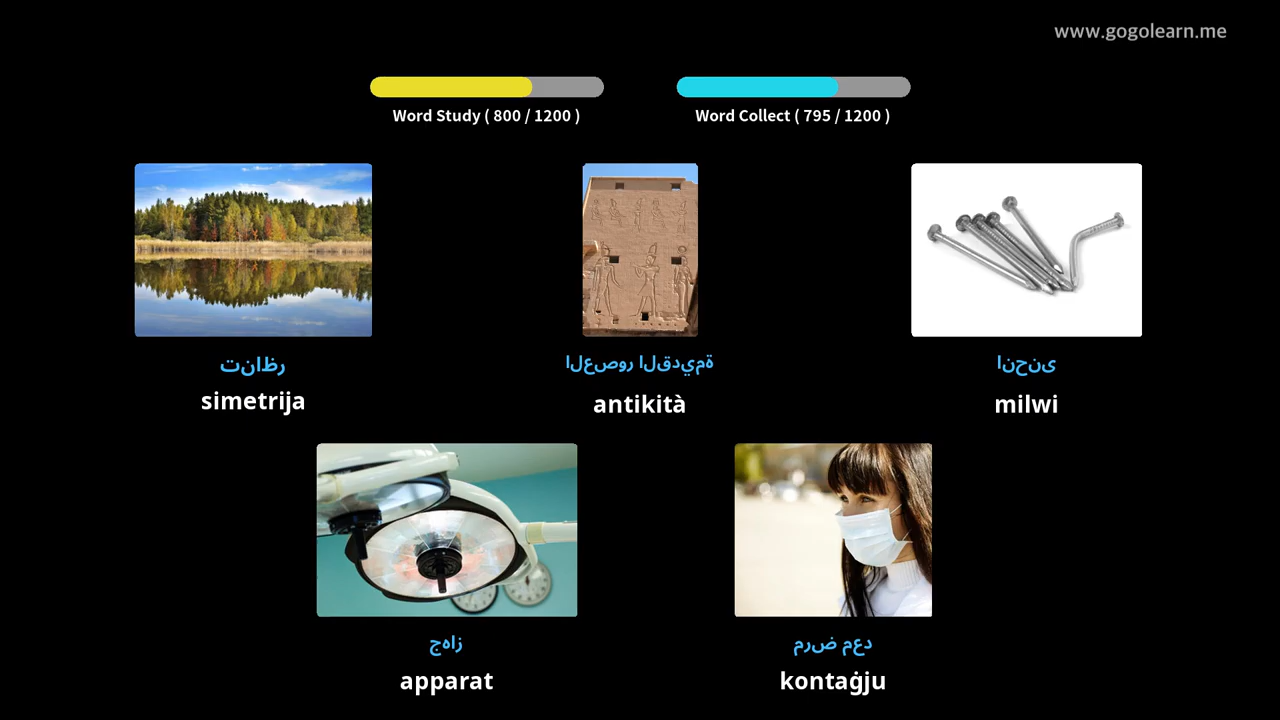 www.gogolearn.me
Word Study ( 800 / 1200 )
Word Collect ( 795 / 1200 )
تناظر
simetrija
العصور القديمة
antikità
انحنى
milwi
جهاز
apparat
مرض معد
kontaġju